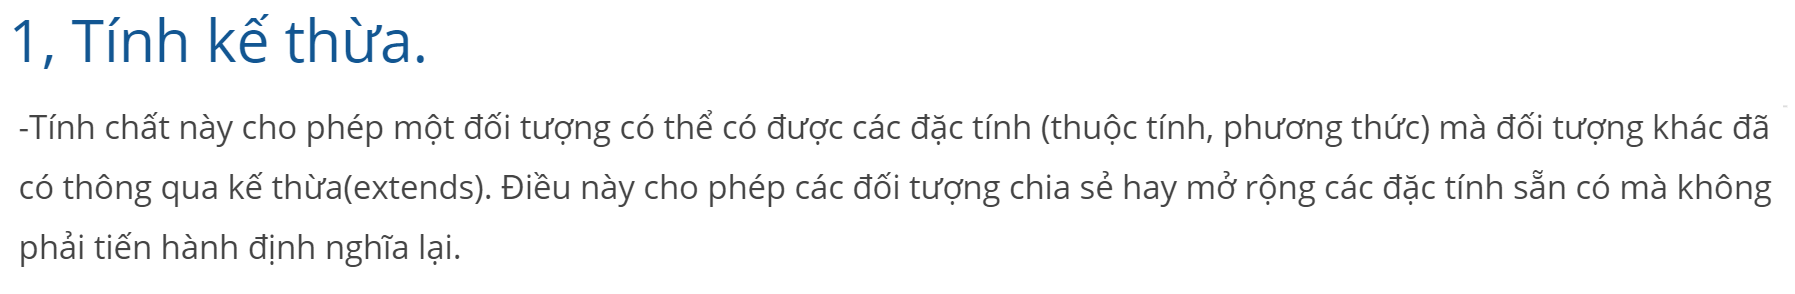 1, Tính kế thừa.
-Tính chất này cho phép một đối tượng có thể có được các đặc tính (thuộc tính, phương thức) mà đối tượng khác đã
có thông qua kế thừa(extends). Điều này cho phép các đối tượng chia sẻ hay mở rộng các đặc tính sẵn có mà không
phải tiến hành định nghĩa lại.